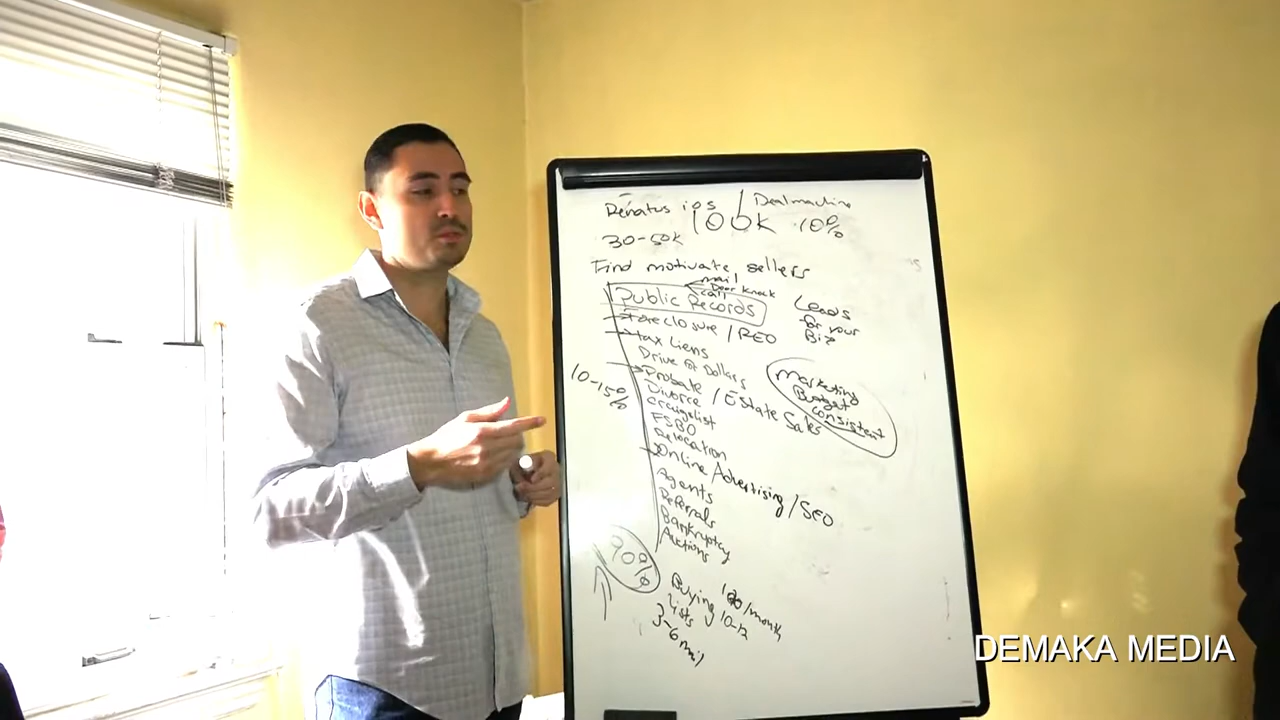 Renatus ios
100k
Dealmachine
10%
30-50k
Find motivate sellers
mail
Door Knock
call
Public Records
Leads
for your
Biz
Foreclosure / REO
tax Liens
Drive for Dollars
Probate / Estate Sales
10-15%
Divorce
craigslist
FSBO
Relocation
Online Advertising / SEO
Marketing
Budget
consistent
Agents
Referrals
Bankruptcy
Auctions
90%
Buying
Lists 10-12
/month
3-6 mail
DEMAKA MEDIA